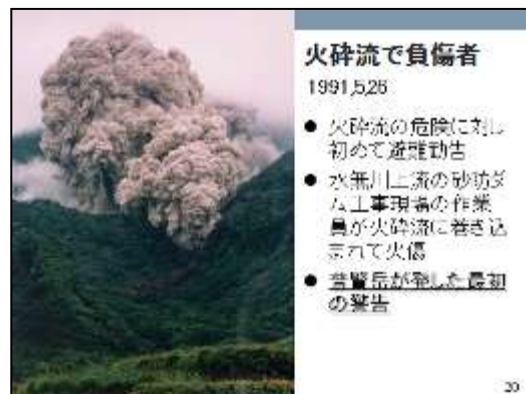 火砕流で負傷者
1991,5,26
● 火砕流の危険に対し
初めて避難勧告
● 水無川上流の砂防ダ
ム工事現場の作業
員が火砕流に巻き込
まれて火傷
● 普賢岳が発した最初
の警告
20